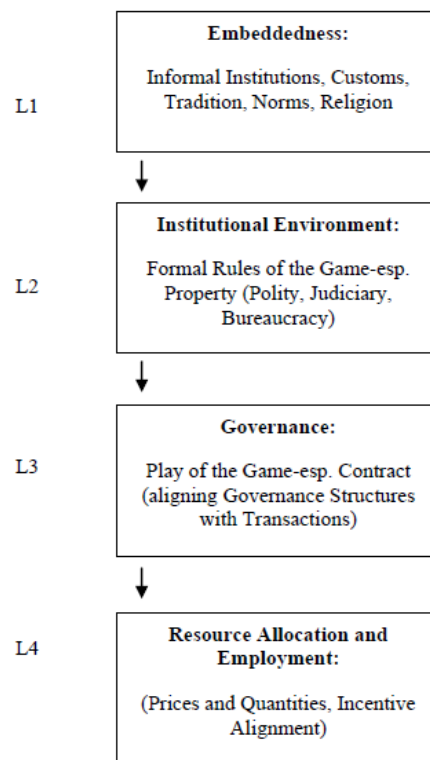 Embeddedness:
Informal Institutions, Customs,
Tradition, Norms, Religion
L1
Institutional Environment:
Formal Rules of the Game-esp.
Property (Polity, Judiciary,
Bureaucracy)
L2
Governance:
Play of the Game-esp. Contract
(aligning Governance Structures
with Transactions)
L3
Resource Allocation and
Employment:
(Prices and Quantities, Incentive
Alignment)
L4